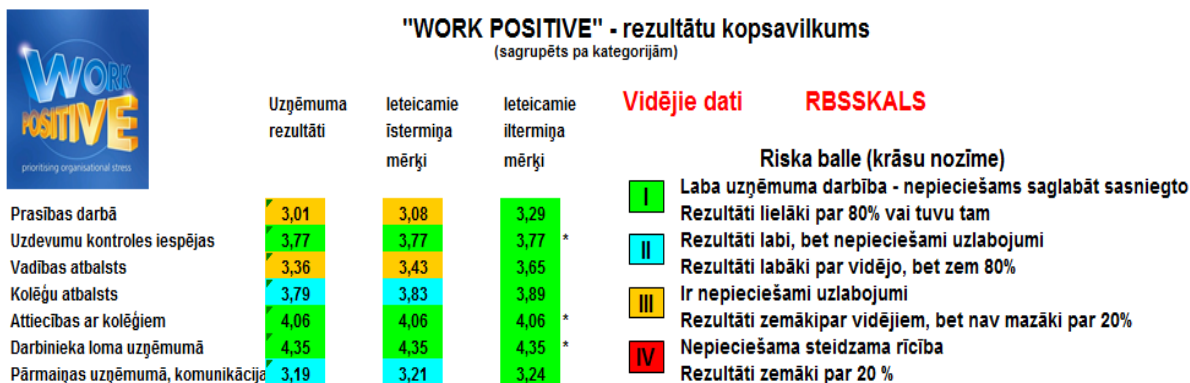 WORK
POSITIVE
prioritising organisational stress
"WORK POSITIVE" - rezultātu kopsavilkums
(sagrupēts pa kategorijām)
Uzņēmuma rezultāti
Ieteicamie īstermiņa mērķi
Ieteicamie iltermiņa mērķi
Vidējie dati RBSSKALS
Prasības darbā 3,01 3,08 3,29
Uzdevumu kontroles iespējas 3,77 3,77 3,77 *
Vadības atbalsts 3,36 3,43 3,65
Kolēģu atbalsts 3,79 3,83 3,89
Attiecības ar kolēģiem 4,06 4,06 4,06 *
Darbinieka loma uzņēmumā 4,35 4,35 4,35 *
Pārmaiņas uzņēmumā, komunikācija 3,19 3,21 3,24
Riska balle (krāsu nozīme)
I Laba uzņēmuma darbība - nepieciešams saglabāt sasniegto
Rezultāti lielāki par 80% vai tuvu tam
II Rezultāti labi, bet nepieciešami uzlabojumi
Rezultāti labāki par vidējo, bet zem 80%
III Ir nepieciešami uzlabojumi
Rezultāti zemākipar vidējiem, bet nav mazāki par 20%
IV Nepieciešama steidzama rīcība
Rezultāti zemāki par 20 %